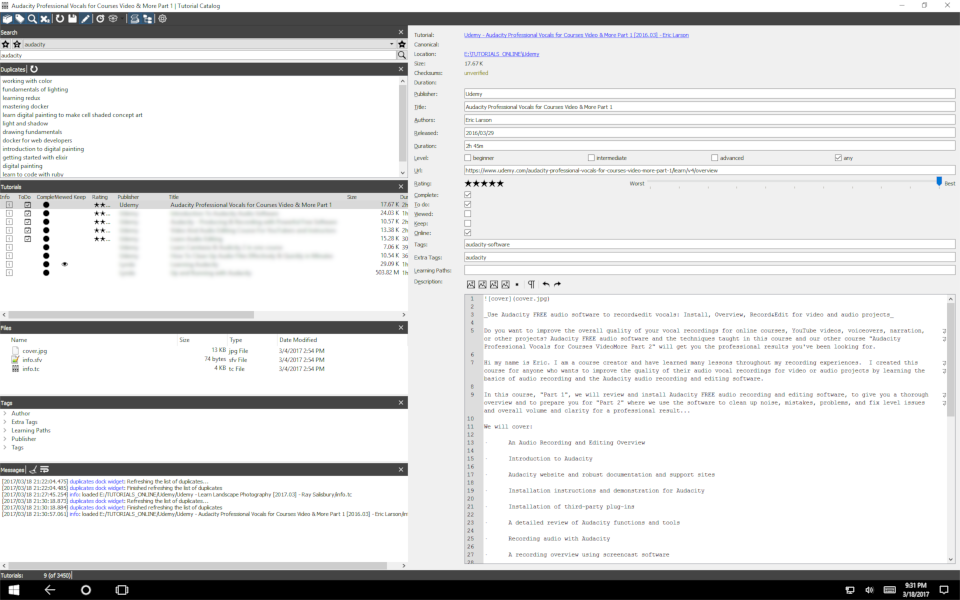 Audacity Professional Vocals for Courses Video & More Part 1 | Tutorial Catalog
Search
audacity
audacity
Duplicates
working with color
fundamentals of lighting
learning redux
mastering docker
learn digital painting to make cell shaded concept art
light and shadow
drawing fundamentals
docker for web developers
introduction to digital painting
getting started with elixir
digital painting
learn to code with ruby
Tutorials
Info ToDo Complete Viewed Keep Rating Publisher Title Size Dur
Udemy Audacity Professional Vocals for Courses Video & More Part 1 17.67 K 2h
24.03 K 1h
10.57 K 2h
13.38 K 2h
15.28 K 30
7.06 K 39
10.54 K 36
29.09 K 1h
503.82 M 1h
Files
Name Size Type Date Modified
cover.jpg 13 KB jpg File 3/4/2017 2:54 PM
info.sfv 74 bytes sfv File 3/4/2017 2:54 PM
info.tc 4 KB tc File 3/4/2017 2:54 PM
Tags
Author
Extra Tags
Learning Paths
Publisher
Tags
Messages
[2017/03/18 21:22:04.475] duplicates dock widget: Refreshing the list of duplicates...
[2017/03/18 21:22:04.485] duplicates dock widget: Finished refreshing the list of duplicates
[2017/03/18 21:27:45.254] info: loaded E:/TUTORIALS_ONLINE/Udemy/Udemy - Learn Landscape Photography [2017.03] - Ray Salisbury/info.tc
[2017/03/18 21:30:18.873] duplicates dock widget: Refreshing the list of duplicates...
[2017/03/18 21:30:18.884] duplicates dock widget: Finished refreshing the list of duplicates
[2017/03/18 21:30:57.061] info: loaded E:/TUTORIALS_ONLINE/Udemy/Udemy - Audacity Professional Vocals for Courses Video & More Part 1 [2016.03] - Eric Larson/in
Tutorials: 9 (of 3450)
Tutorial: Udemy - Audacity Professional Vocals for Courses Video & More Part 1 [2016.03] - Eric Larson
Canonical:
Location: E:\TUTORIALS_ONLINE\Udemy
Size: 17.67 K
Checksums: unverified
Duration:
Publisher: Udemy
Title: Audacity Professional Vocals for Courses Video & More Part 1
Authors: Eric Larson
Released: 2016/03/29
Duration: 2h 45m
Level: beginner intermediate advanced any
Url: https://www.udemy.com/audacity-professional-vocals-for-courses-video-more-part-1/learn/v4/overview
Rating: ★★★★★ Worst Best
Complete:
To do:
Viewed:
Keep:
Online:
Tags: audacity-software
Extra Tags: audacity
Learning Paths:
Description:
1 ![cover](cover.jpg)
2
3 _Use Audacity FREE audio software to record&edit vocals: Install, Overview, Record&Edit for video and audio projects_
4
5 Do you want to improve the overall quality of your vocal recordings for online courses, YouTube videos, voiceovers, narration,
or other projects? Audacity FREE audio software and the techniques taught in this course and our other course "Audacity
Professional Vocals for Courses Video&More Part 2" will get you the professional results you've been looking for.
6
7 Hi my name is Eric. I am a course creator and have learned many lessons throughout my recording experiences. I created this
course for anyone who wants to improve the quality of their audio vocal recordings for video or audio projects by learning the
basics of audio recording and the Audacity audio recording and editing software.
8
9 In this course, "Part 1", we will review and install Audacity FREE audio recording and editing software, to give you a thorough
overview and to prepare you for "Part 2" where we use the software to clean up noise, mistakes, problems, and fix level issues
and overall volume and clarity for a professional result...
10
11 We will cover:
12
13 · An Audio Recording and Editing Overview
14
15 · Introduction to Audacity
16
17 · Audacity website and robust documentation and support sites
18
19 · Installation instructions and demonstration for Audacity
20
21 · Installation of third-party plug-ins
22
23 · A detailed review of Audacity functions and tools
24
25 · Recording audio with Audacity
26
27 · A recording overview using screencast software
28
9:31 PM
3/18/2017